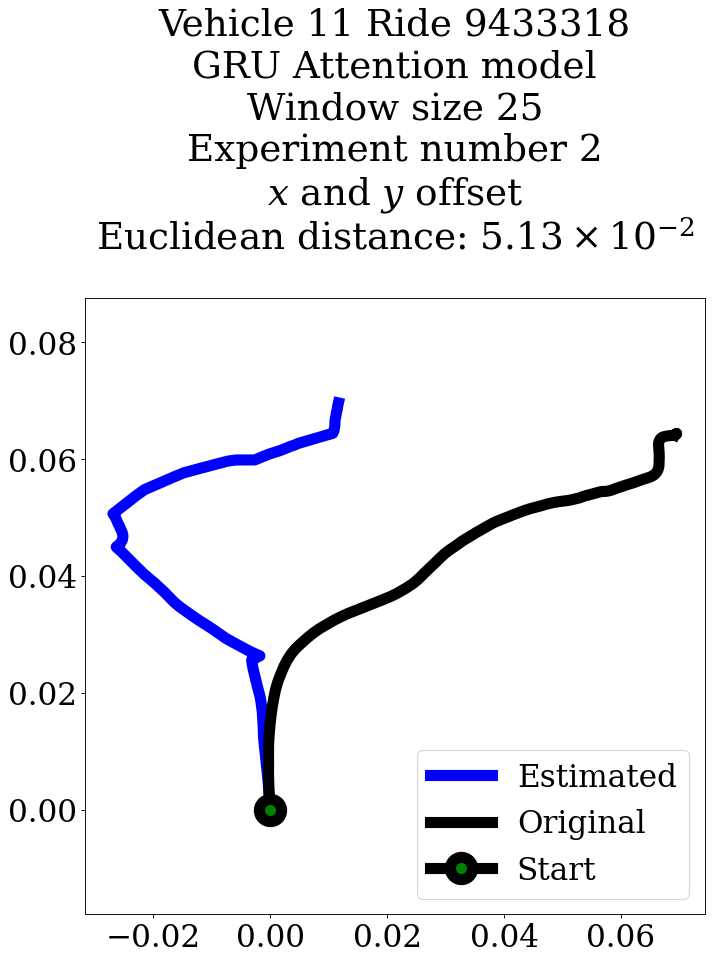 Vehicle 11 Ride 9433318
GRU Attention model
Window size 25
Experiment number 2
x and y offset
Euclidean distance: 5.13 × 10⁻²
0.08
0.06
0.04
0.02
0.00
Estimated
Original
Start
−0.02 0.00 0.02 0.04 0.06